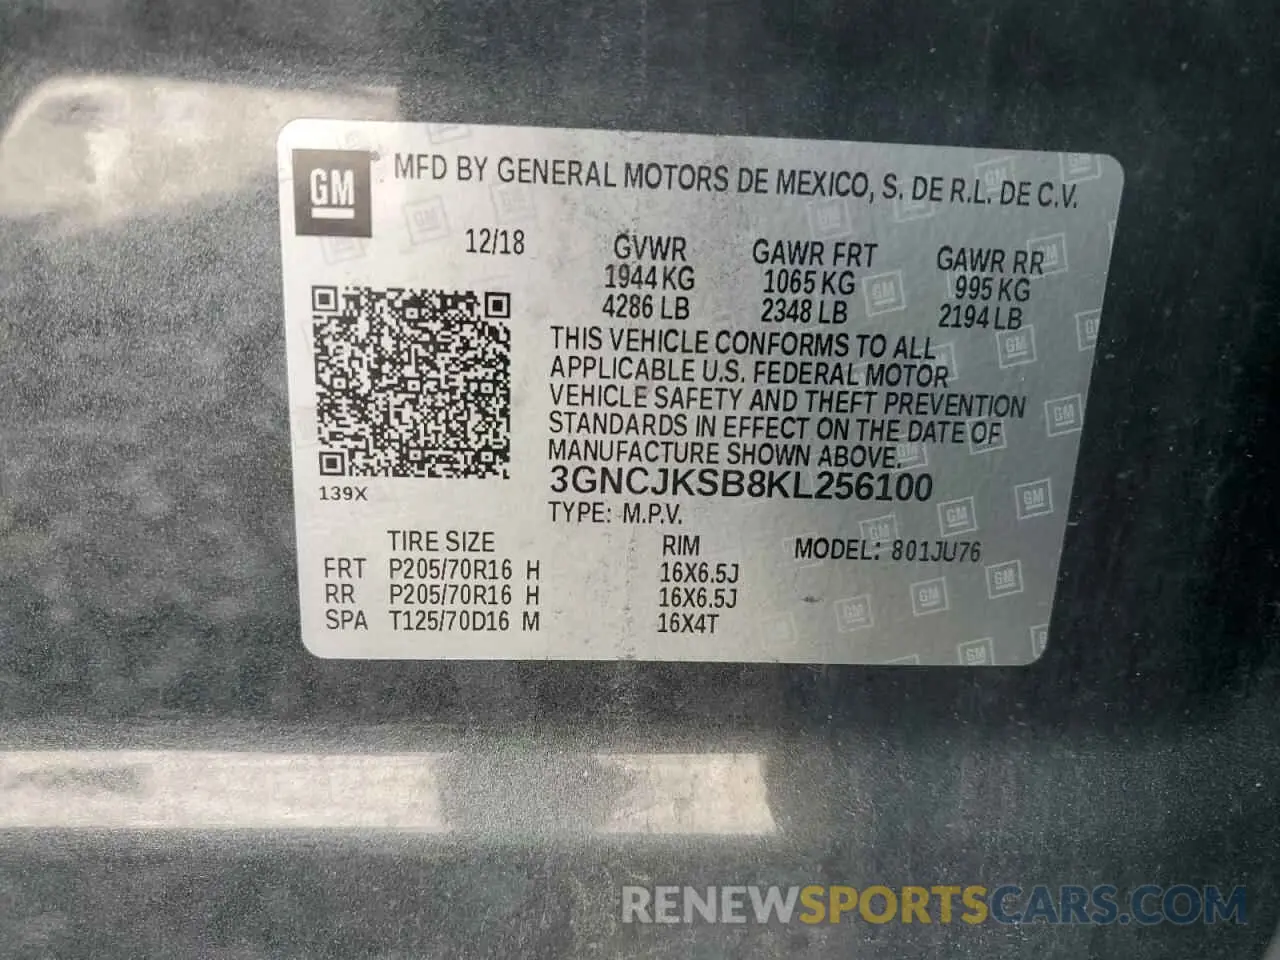 GM® MFD BY GENERAL MOTORS DE MEXICO, S. DE R.L. DE C.V.
12/18 GVWR GAWR FRT GAWR RR
1944 KG 1065 KG 995 KG
4286 LB 2348 LB 2194 LB
THIS VEHICLE CONFORMS TO ALL
APPLICABLE U.S. FEDERAL MOTOR
VEHICLE SAFETY AND THEFT PREVENTION
STANDARDS IN EFFECT ON THE DATE OF
MANUFACTURE SHOWN ABOVE.
3GNCJKSB8KL256100
139X
TYPE: M.P.V.
TIRE SIZE RIM MODEL: 801JU76
FRT P205/70R16 H 16X6.5J
RR P205/70R16 H 16X6.5J
SPA T125/70D16 M 16X4T
RENEWSPORTSCARS.COM